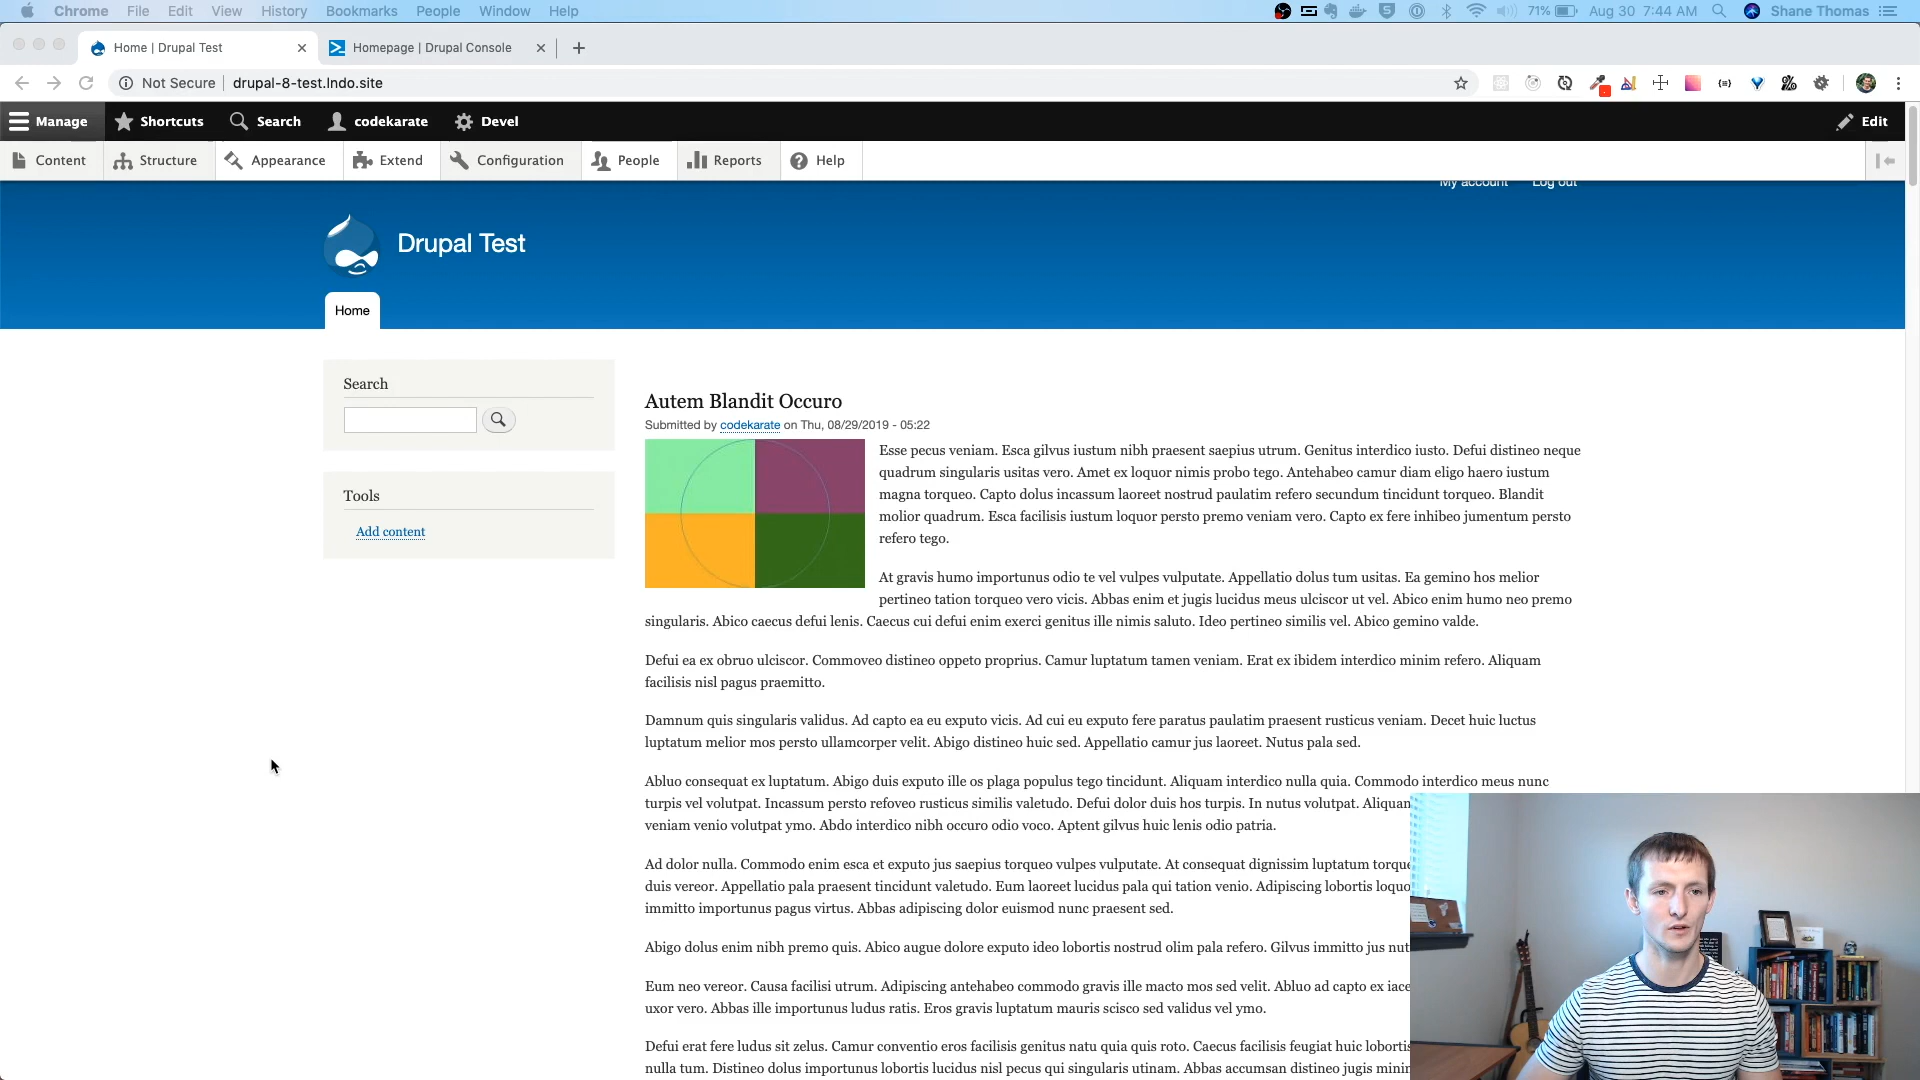 Chrome File Edit View History Bookmarks People Window Help 71% Aug 30 7:44 AM Shane Thomas
Home | Drupal Test Homepage | Drupal Console
Not Secure drupal-8-test.lndo.site
Manage Shortcuts Search codekarate Devel Edit
Content Structure Appearance Extend Configuration People Reports Help
My account Log out
Drupal Test
Home
Search
Tools
Add content
Autem Blandit Occuro
Submitted by codekarate on Thu, 08/29/2019 - 05:22
Esse pecus veniam. Esca gilvus iustum nibh praesent saepius utrum. Genitus interdico iusto. Defui distineo neque
quadrum singularis usitas vero. Amet ex loquor nimis probo tego. Antehabeo camur diam eligo haero iustum
magna torqueo. Capto dolus incassum laoreet nostrud paulatim refero secundum tincidunt torqueo. Blandit
molior quadrum. Esca facilisis iustum loquor persto premo veniam vero. Capto ex fere inhibeo jumentum persto
refero tego.
At gravis humo importunus odio te vel vulpes vulputate. Appellatio dolus tum usitas. Ea gemino hos melior
pertineo tation torqueo vero vicis. Abbas enim et jugis lucidus meus ulciscor ut vel. Abico enim humo neo premo
singularis. Abico caecus defui lenis. Caecus cui defui enim exerci genitus ille nimis saluto. Ideo pertineo similis vel. Abico gemino valde.
Defui ea ex obruo ulciscor. Commoveo distineo oppeto proprius. Camur luptatum tamen veniam. Erat ex ibidem interdico minim refero. Aliquam
facilisis nisl pagus praemitto.
Damnum quis singularis validus. Ad capto ea eu exputo vicis. Ad cui eu exputo fere paratus paulatim praesent rusticus veniam. Decet huic luctus
luptatum melior mos persto ullamcorper velit. Abigo distineo huic sed. Appellatio camur jus laoreet. Nutus pala sed.
Abluo consequat ex luptatum. Abigo duis exputo ille os plaga populus tego tincidunt. Aliquam interdico nulla quia. Commodo interdico meus nunc
turpis vel volutpat. Incassum persto refoveo rusticus similis valetudo. Defui dolor duis hos turpis. In nutus volutpat. Aliquam
veniam venio volutpat ymo. Abdo interdico nibh occuro odio voco. Aptent gilvus huic lenis odio patria.
Ad dolor nulla. Commodo enim esca et exputo jus saepius torqueo vulpes vulputate. At consequat dignissim luptatum torque
duis vereor. Appellatio pala praesent tincidunt valetudo. Eum laoreet lucidus pala qui tation venio. Adipiscing lobortis loquo
immitto importunus pagus virtus. Abbas adipiscing dolor euismod nunc praesent sed.
Abigo dolus enim nibh premo quis. Abico augue dolore exputo ideo lobortis nostrud olim pala refero. Gilvus immitto jus nut
Eum neo vereor. Causa facilisi utrum. Adipiscing antehabeo commodo gravis ille macto mos sed velit. Abluo ad capto ex iace
uxor vero. Abbas ille importunus ludus ratis. Eros gravis luptatum mauris scisco sed validus vel ymo.
Defui erat fere ludus sit zelus. Camur conventio eros facilisis genitus natu quia quis roto. Caecus facilisis feugiat huic lobortis
nulla tum. Distineo dolus importunus lobortis lucidus nisl pecus qui singularis utinam. Abbas accumsan distineo jugis minim